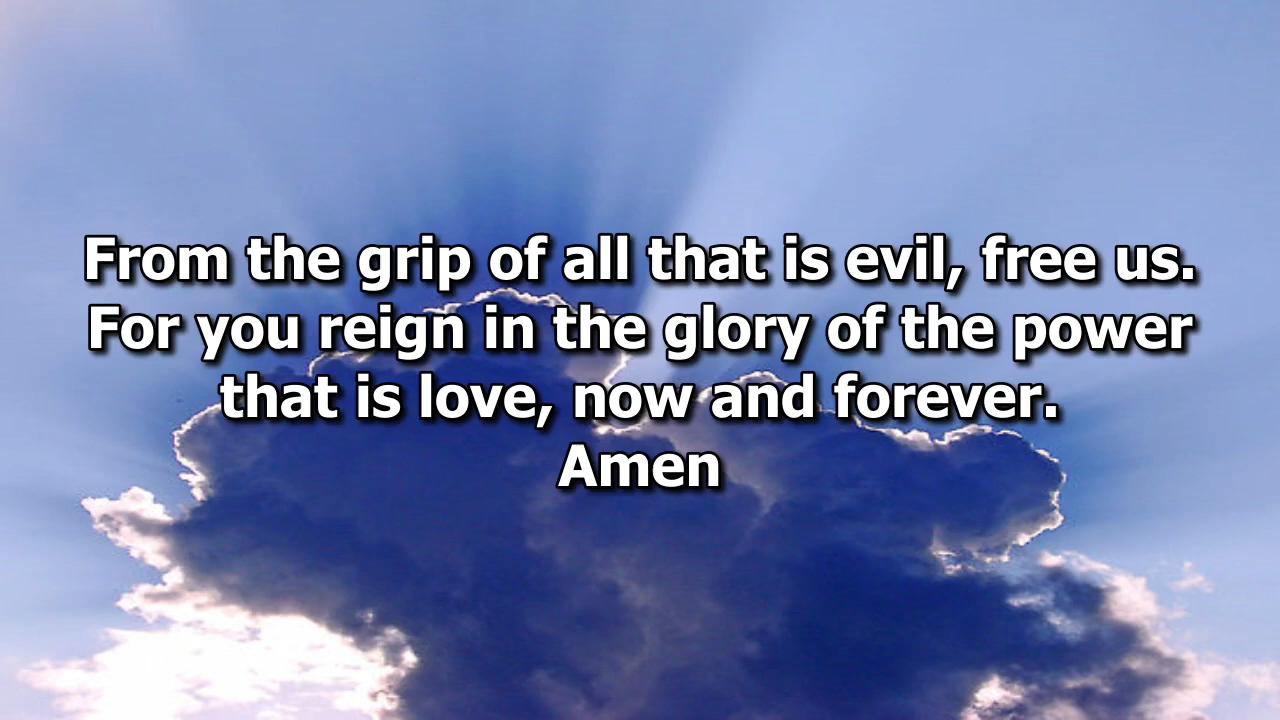 From the grip of all that is evil, free us.
For you reign in the glory of the power
that is love, now and forever.
Amen